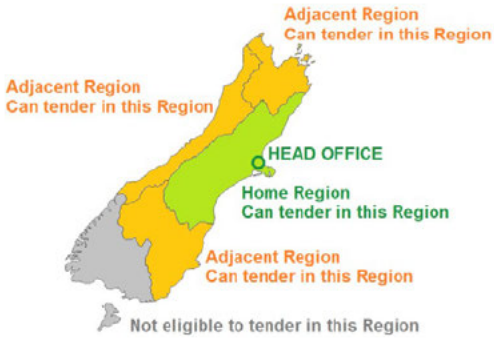 Adjacent Region
Can tender in this Region
Adjacent Region
Can tender in this Region
HEAD OFFICE
Home Region
Can tender in this Region
Adjacent Region
Can tender in this Region
Not eligible to tender in this Region